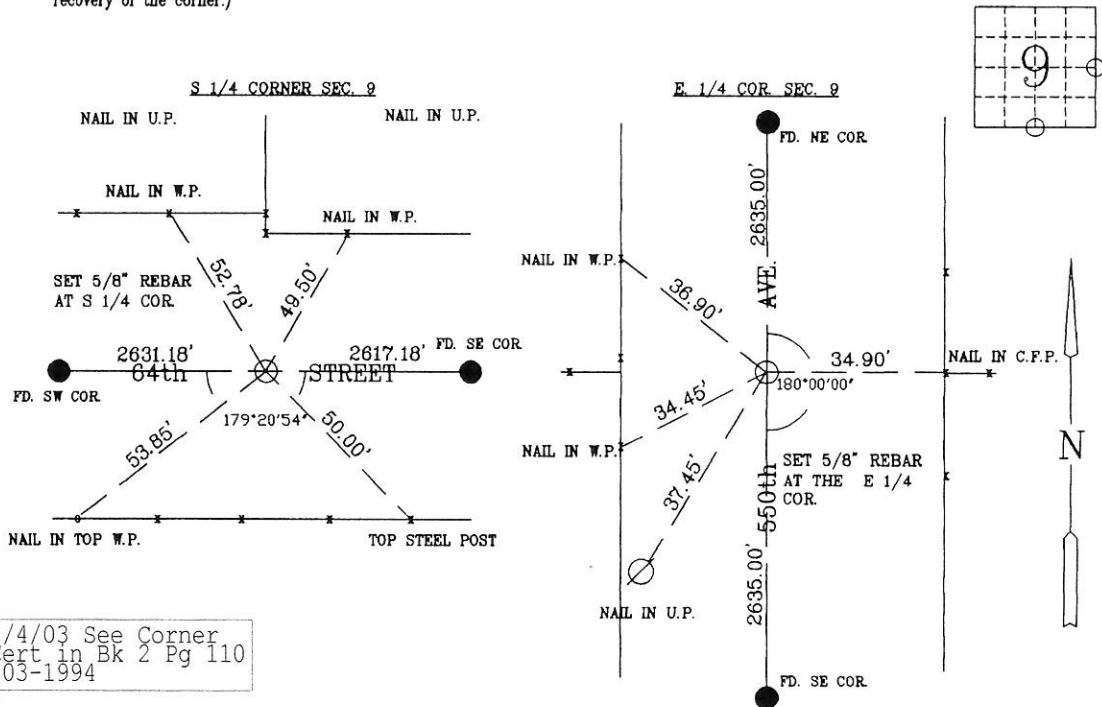 recovery of the corner.)
9
S 1/4 CORNER SEC. 9
NAIL IN U.P.
NAIL IN U.P.
NAIL IN W.P.
NAIL IN W.P.
SET 5/8" REBAR
AT S 1/4 COR.
52.78'
49.50'
2631.18'
2617.18'
FD. SE COR.
64th STREET
FD. SW COR.
179°20'54"
53.85'
50.00'
NAIL IN TOP W.P.
TOP STEEL POST
/4/03 See Corner
ert in Bk 2 Pg 110
03-1994
E. 1/4 COR. SEC. 9
FD. NE COR.
2635.00'
NAIL IN W.P.
36.90'
AVE.
34.90'
NAIL IN C.F.P.
180°00'00"
34.45'
NAIL IN W.P.
37.45'
550th
SET 5/8" REBAR
AT THE E 1/4
COR.
NAIL IN U.P.
2635.00'
FD. SE COR.
N